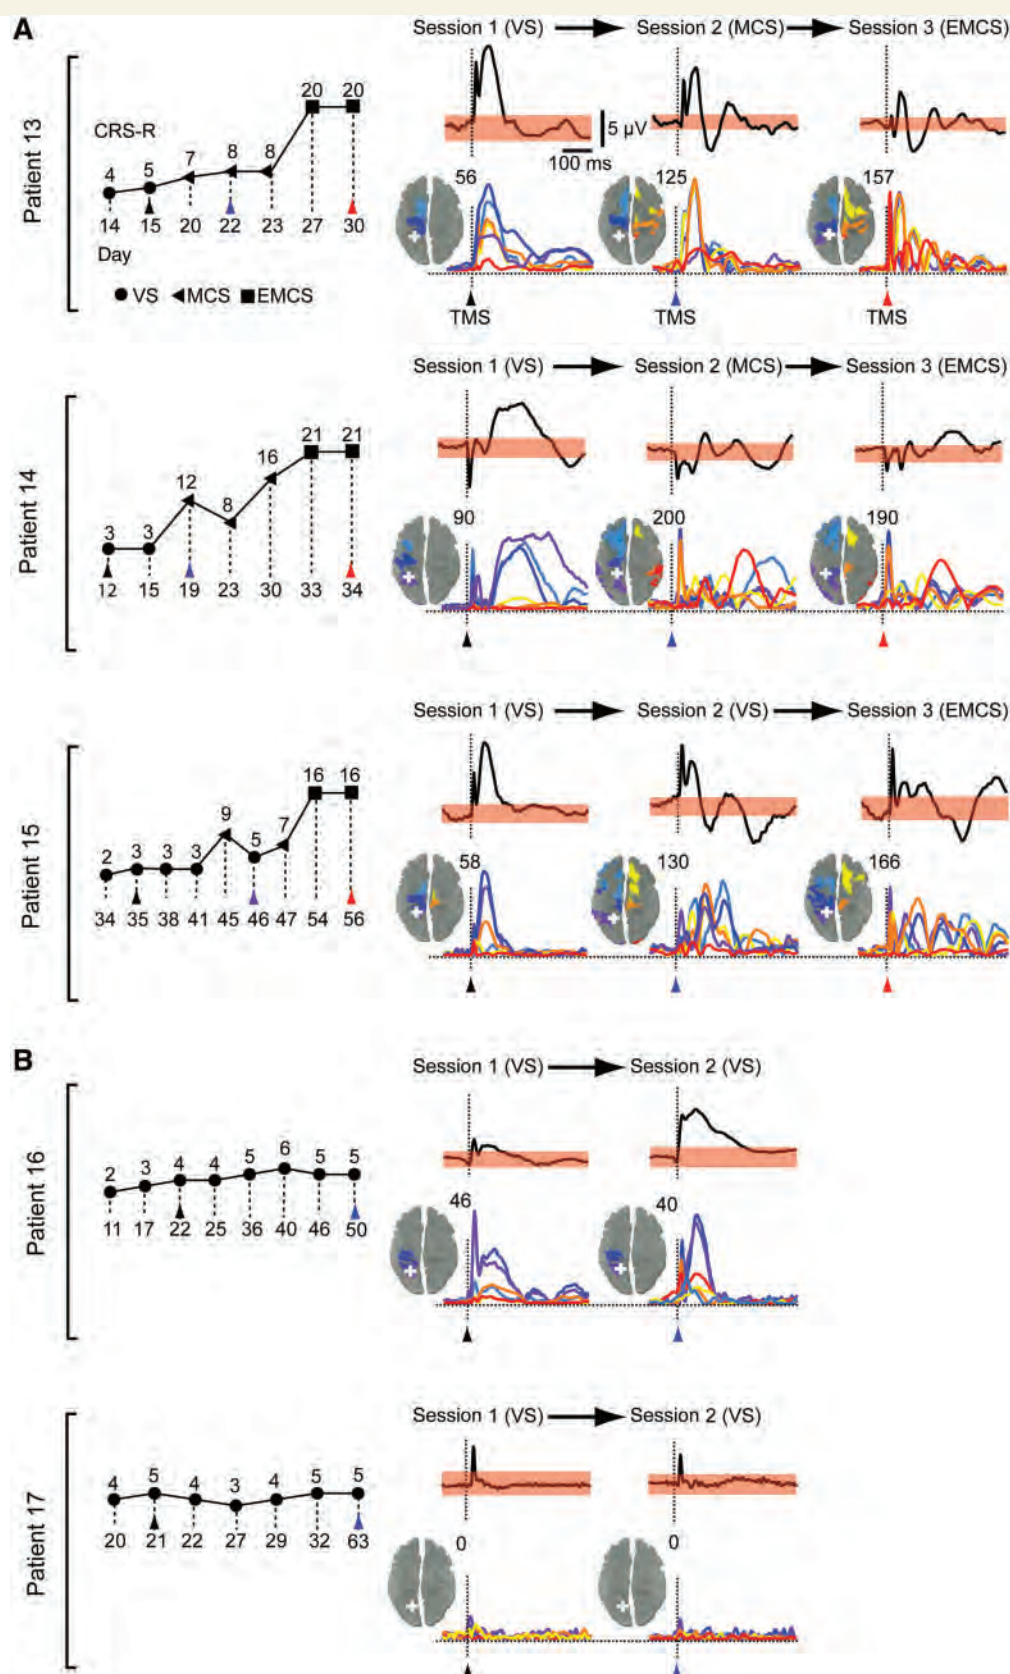 A
Patient 13
CRS-R
4 5 7 8 8 20 20
14 15 20 22 23 27 30
Day
VS MCS EMCS
Session 1 (VS) Session 2 (MCS) Session 3 (EMCS)
5 µV
100 ms
56 125 157
TMS TMS TMS
Patient 14
3 3 12 8 16 21 21
12 15 19 23 30 33 34
Session 1 (VS) Session 2 (MCS) Session 3 (EMCS)
90 200 190
Patient 15
2 3 3 3 9 5 7 16 16
34 35 38 41 45 46 47 54 56
Session 1 (VS) Session 2 (VS) Session 3 (EMCS)
58 130 166
B
Patient 16
2 3 4 4 5 6 5 5
11 17 22 25 36 40 46 50
Session 1 (VS) Session 2 (VS)
46 40
Patient 17
4 5 4 3 4 5 5
20 21 22 27 29 32 63
Session 1 (VS) Session 2 (VS)
0 0